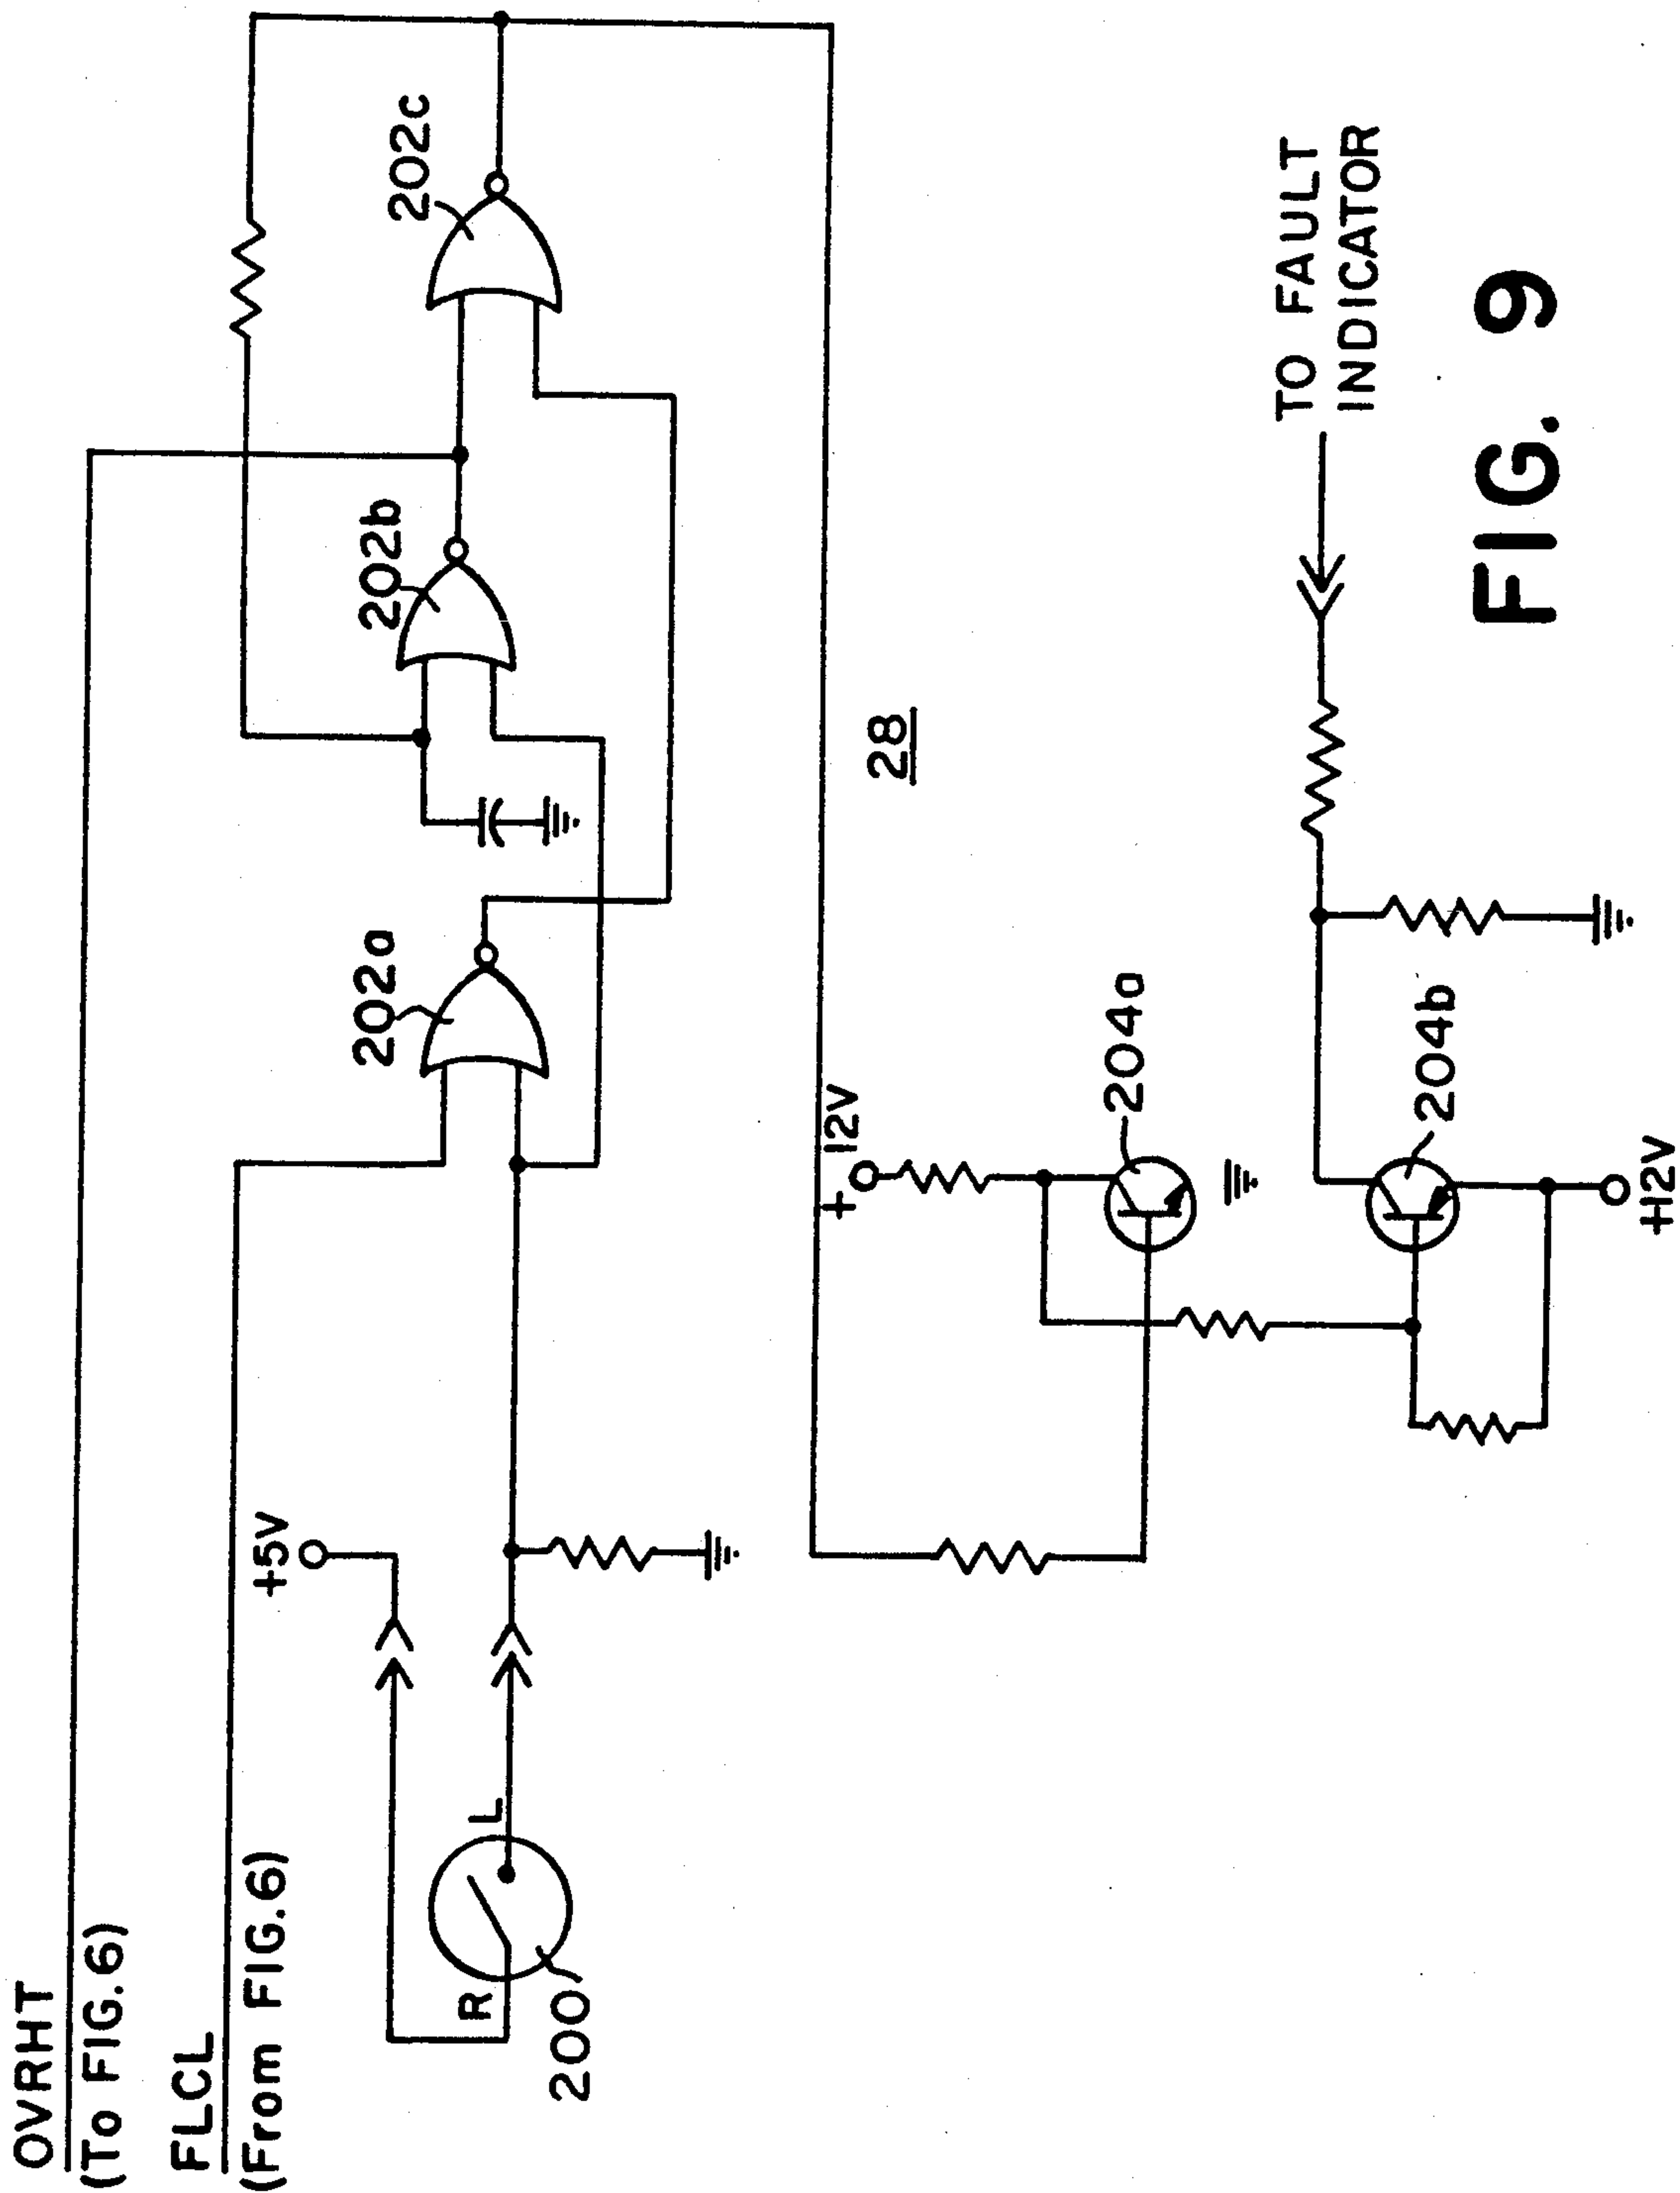 OVRHT
(To FIG.6)
FLCL
(From FIG.6)
+5V
R
L
200
202a
202b
202c
28
+12V
204a
204b
+12V
TO FAULT
INDICATOR
FIG. 9